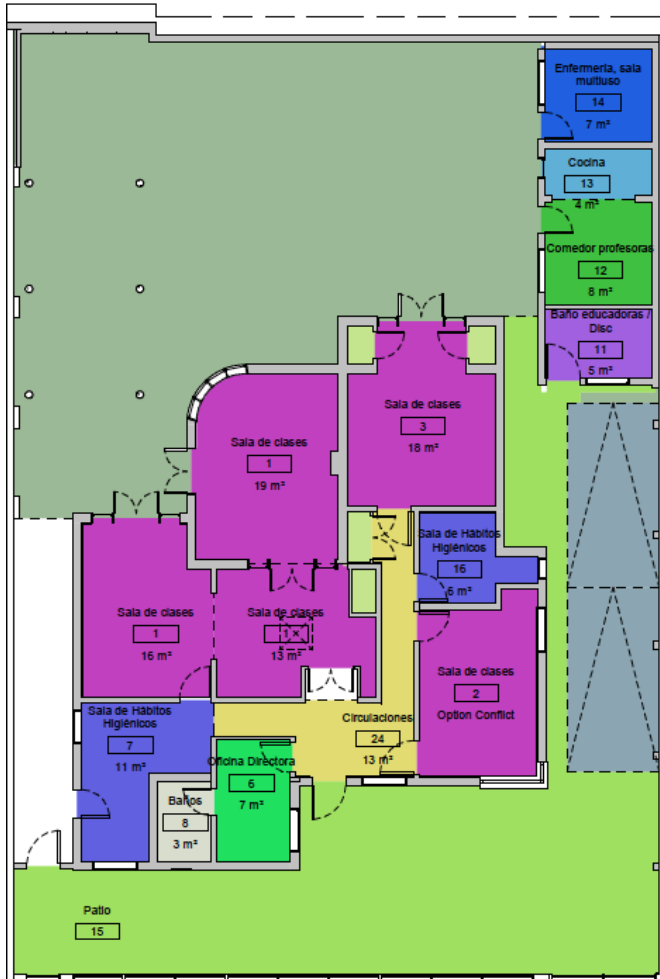 Enfermería, sala
multiuso
14
7 m²
Cocina
13
4 m²
Comedor profesoras
12
8 m²
Baño educadoras /
Disc
11
5 m²
Sala de clases
3
18 m²
Sala de clases
1
19 m²
Sala de Hábitos
Higiénicos
16
5 m²
Sala de clases
1
16 m²
Sala de clases
1
13 m²
Sala de clases
2
Option Conflict
Sala de Hábitos
Higiénicos
7
11 m²
Circulaciones
24
13 m²
Oficina Directora
6
7 m²
Baños
8
3 m²
Patio
15